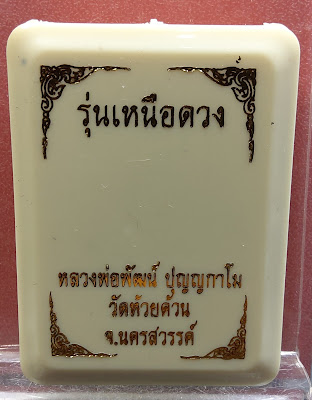 รุ่นเหนือดวง
หลวงพ่อพัฒน์ ปุญญกาโม
วัดห้วยด้วน
จ.นครสวรรค์